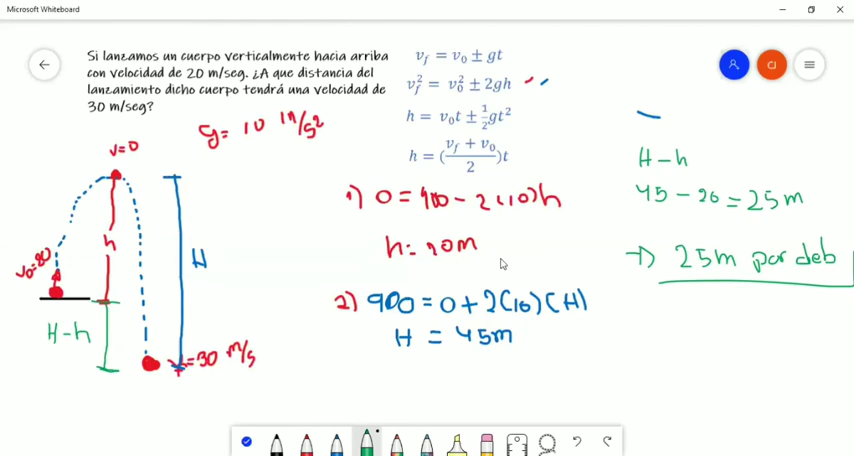 Microsoft Whiteboard
Si lanzamos un cuerpo verticalmente hacia arriba
con velocidad de 20 m/seg. ¿A que distancia del
lanzamiento dicho cuerpo tendrá una velocidad de
30 m/seg?
v_f = v_0 ± gt
v_f² = v_0² ± 2gh
h = v_0t ± ½gt²
h = ((v_f + v_0)/2)t
g = 10 m/s²
v=0
h
H
v₀=20
H-h
v=30 m/s
1) 0 = 400 - 2(10)h
h = 20m
2) 900 = 0 + 2(10)(H)
H = 45m
H-h
45 - 20 = 25m
→ 25m por deb